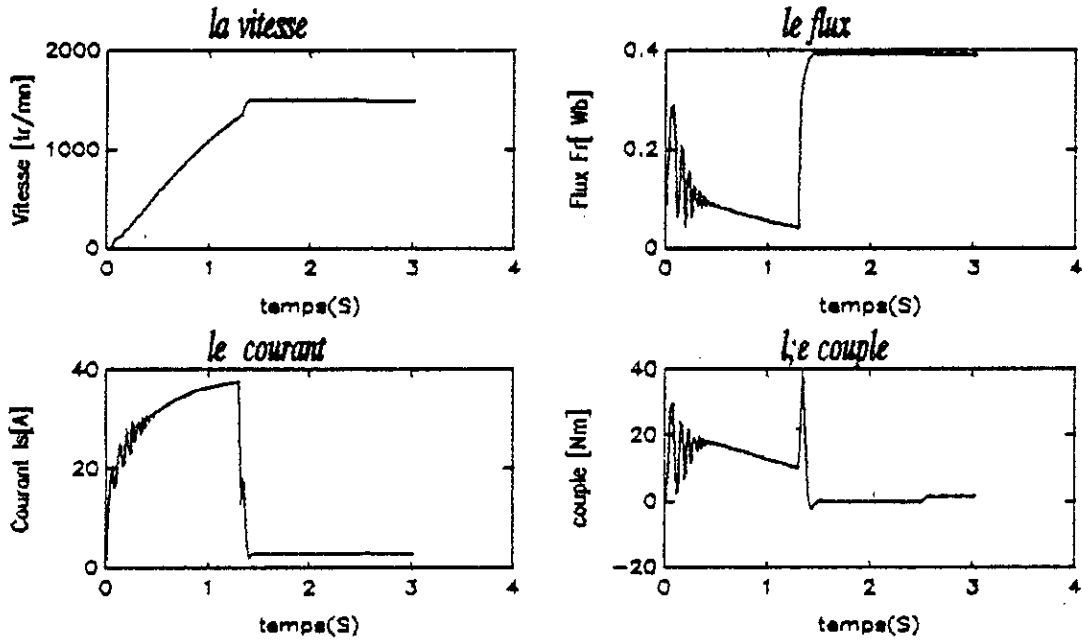 la vitesse
Vitesse [tr/mn]
2000
1000
0
0 1 2 3 4
temps(S)
le flux
Flux Fr[ Wb]
0.4
0.2
0
0 1 2 3 4
temps(S)
le courant
Courant Is[A]
40
20
0
0 1 2 3 4
temps(S)
l;e couple
couple [Nm]
40
20
0
-20
0 1 2 3 4
temps(S)